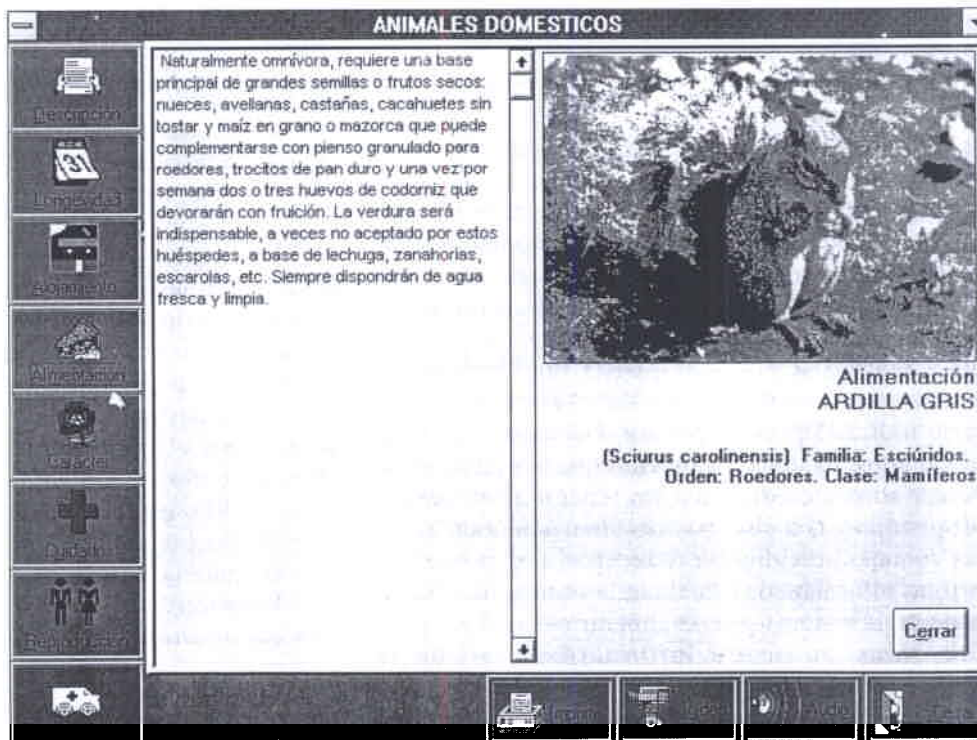 ANIMALES DOMESTICOS
Descripción
31
Longevidad
Alojamiento
Alimentación
Carácter
Cuidados
Reproducción
Naturalmente omnívora, requiere una base
principal de grandes semillas o frutos secos:
nueces, avellanas, castañas, cacahuetes sin
tostar y maíz en grano o mazorca que puede
complementarse con pienso granulado para
roedores, trocitos de pan duro y una vez por
semana dos o tres huevos de codorniz que
devorarán con fruición. La verdura será
indispensable, a veces no aceptado por estos
huéspedes, a base de lechuga, zanahorias,
escarolas, etc. Siempre dispondrán de agua
fresca y limpia.
Alimentación
ARDILLA GRIS
(Sciurus carolinensis) Familia: Esciúridos.
Orden: Roedores. Clase: Mamíferos
Cerrar
Imprimir
Video
Audio